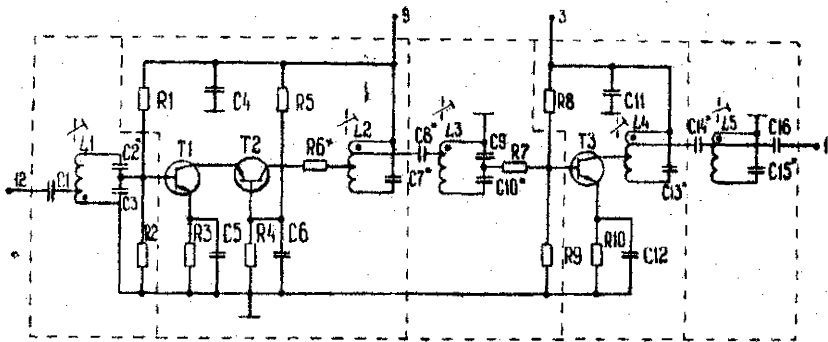 9
3
R1
C4
R5
R8
C11
L1
C2*
T1
T2
R6*
L2
C8*
L3
C9
R7
T3
L4
C14*
L5
C16
1
12
C1
C3
C7*
C10*
C13*
C15*
R2
R3
C5
R4
C6
R9
R10
C12